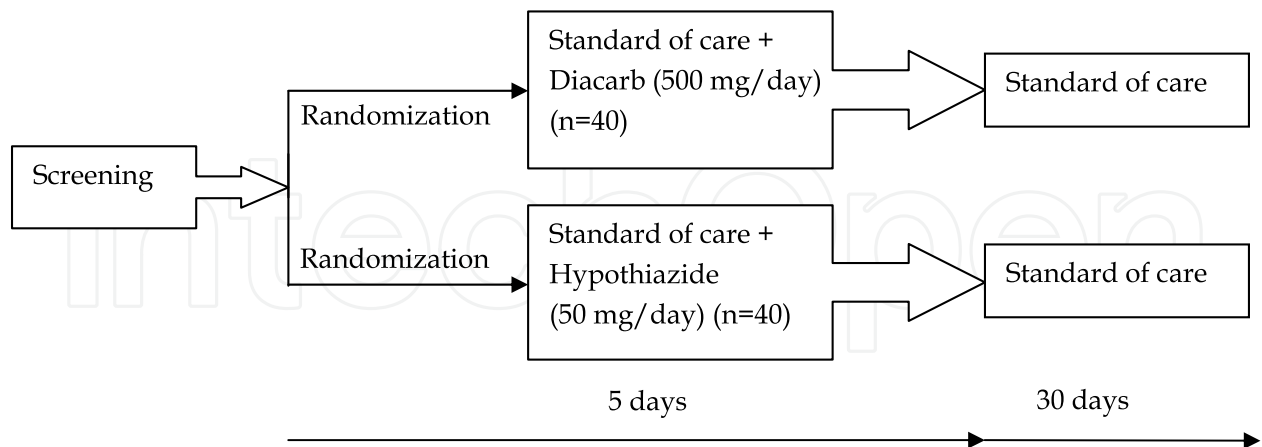 Screening
Randomization
Standard of care +
Diacarb (500 mg/day)
(n=40)
Standard of care
Randomization
Standard of care +
Hypothiazide
(50 mg/day) (n=40)
Standard of care
5 days
30 days
IntechOpen